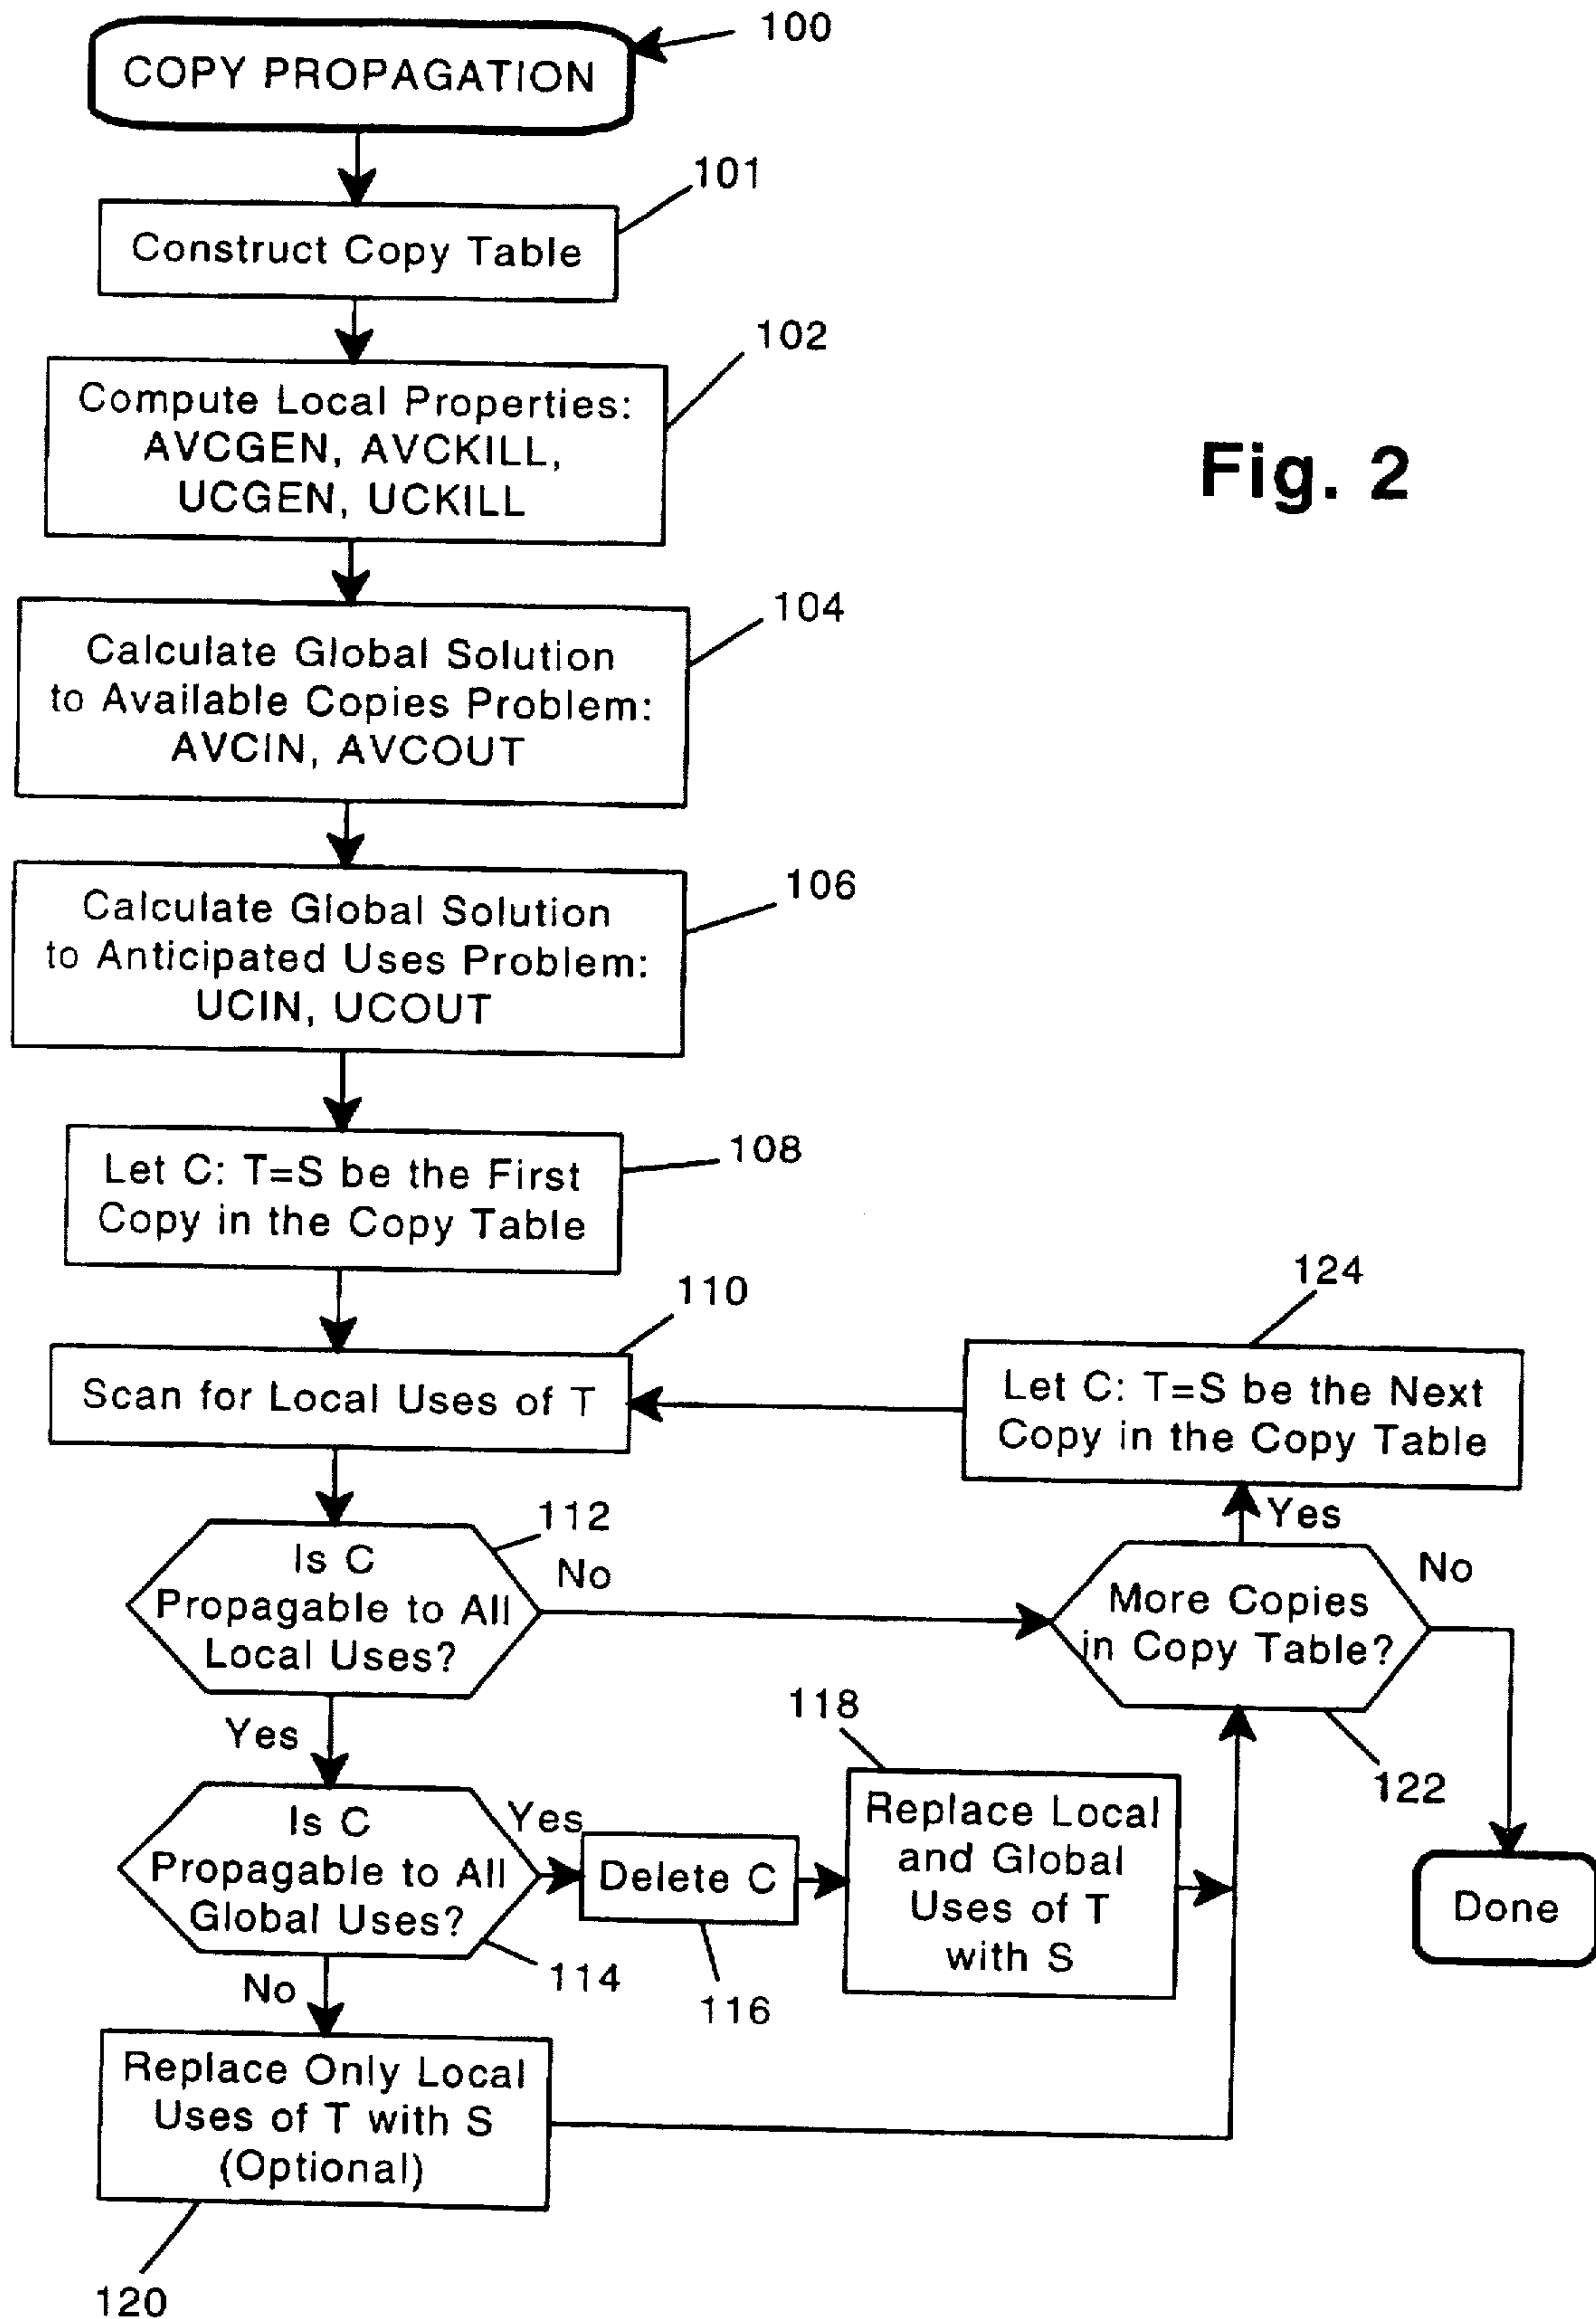 100
COPY PROPAGATION
101
Construct Copy Table
102
Compute Local Properties:
AVCGEN, AVCKILL,
UCGEN, UCKILL
Fig. 2
104
Calculate Global Solution
to Available Copies Problem:
AVCIN, AVCOUT
106
Calculate Global Solution
to Anticipated Uses Problem:
UCIN, UCOUT
108
Let C: T=S be the First
Copy in the Copy Table
110
Scan for Local Uses of T
124
Let C: T=S be the Next
Copy in the Copy Table
Yes
112
Is C
Propagable to All
Local Uses?
No
More Copies
in Copy Table?
No
122
Yes
Is C
Propagable to All
Global Uses?
114
Yes
Delete C
116
118
Replace Local
and Global
Uses of T
with S
Done
No
Replace Only Local
Uses of T with S
(Optional)
120